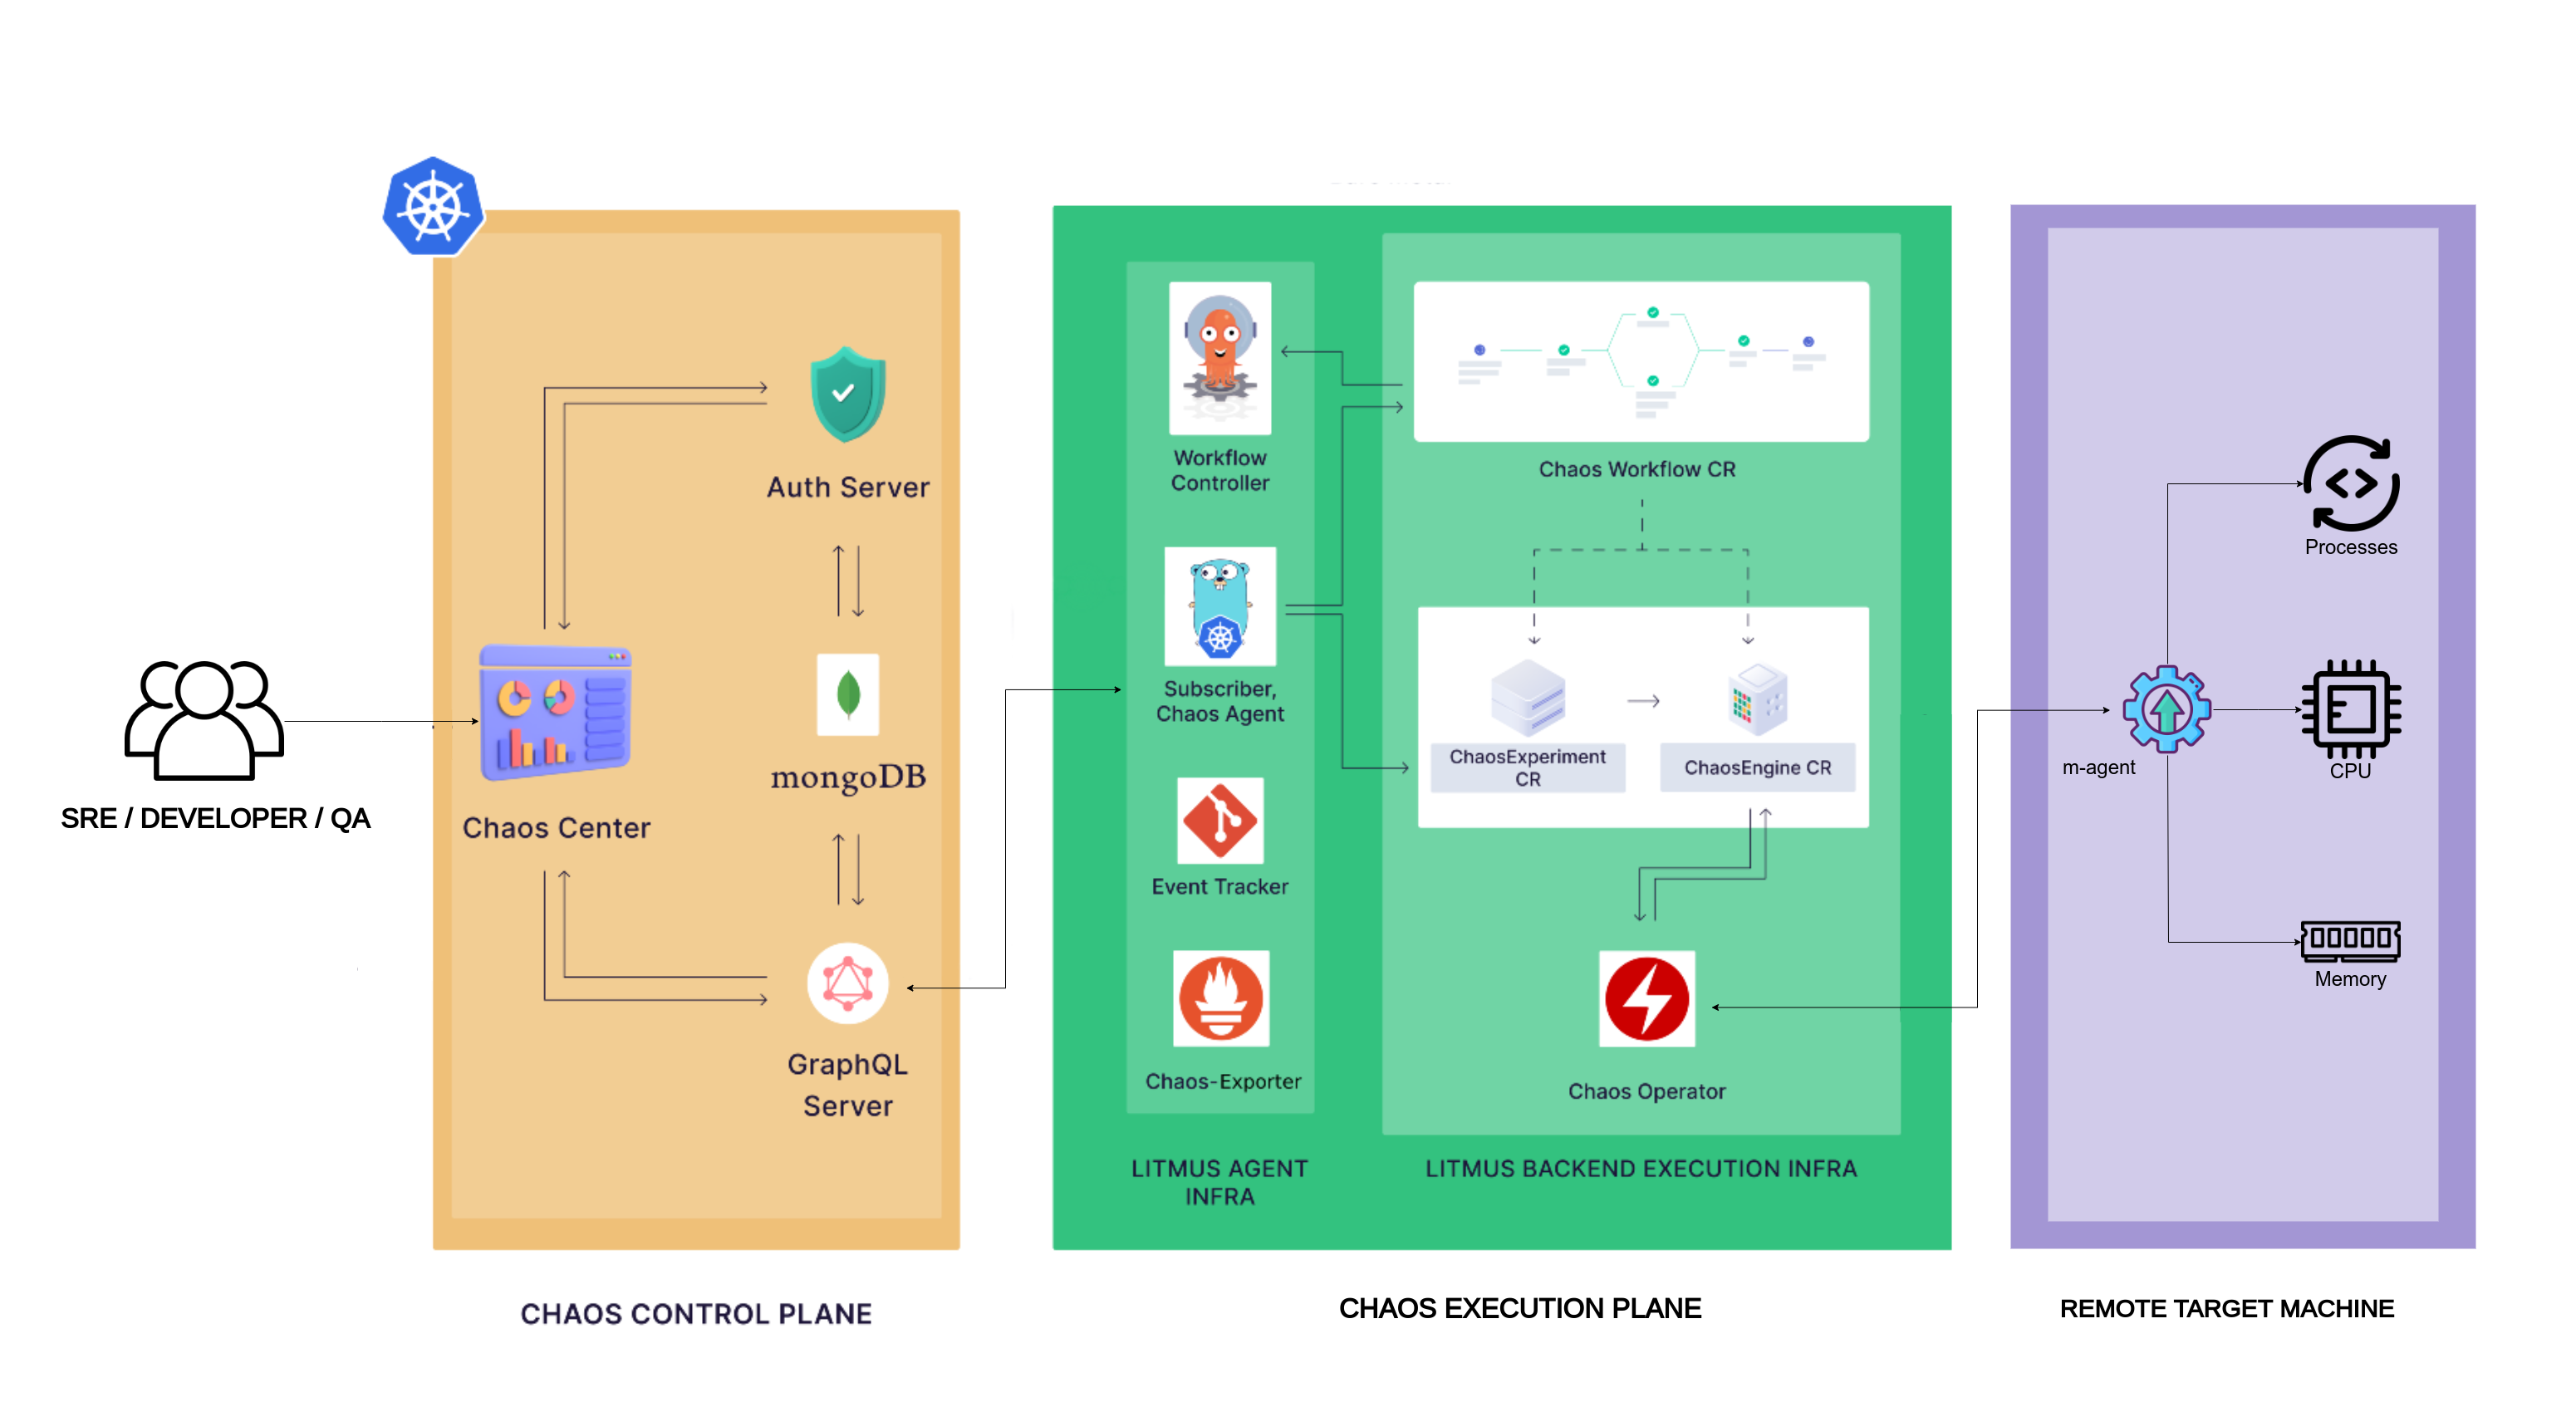 SRE / DEVELOPER / QA
Auth Server
mongoDB
Chaos Center
GraphQL
Server
CHAOS CONTROL PLANE
Workflow
Controller
Subscriber,
Chaos Agent
Event Tracker
Chaos-Exporter
LITMUS AGENT
INFRA
Chaos Workflow CR
ChaosExperiment
CR
ChaosEngine CR
Chaos Operator
LITMUS BACKEND EXECUTION INFRA
CHAOS EXECUTION PLANE
Processes
m-agent
CPU
Memory
REMOTE TARGET MACHINE